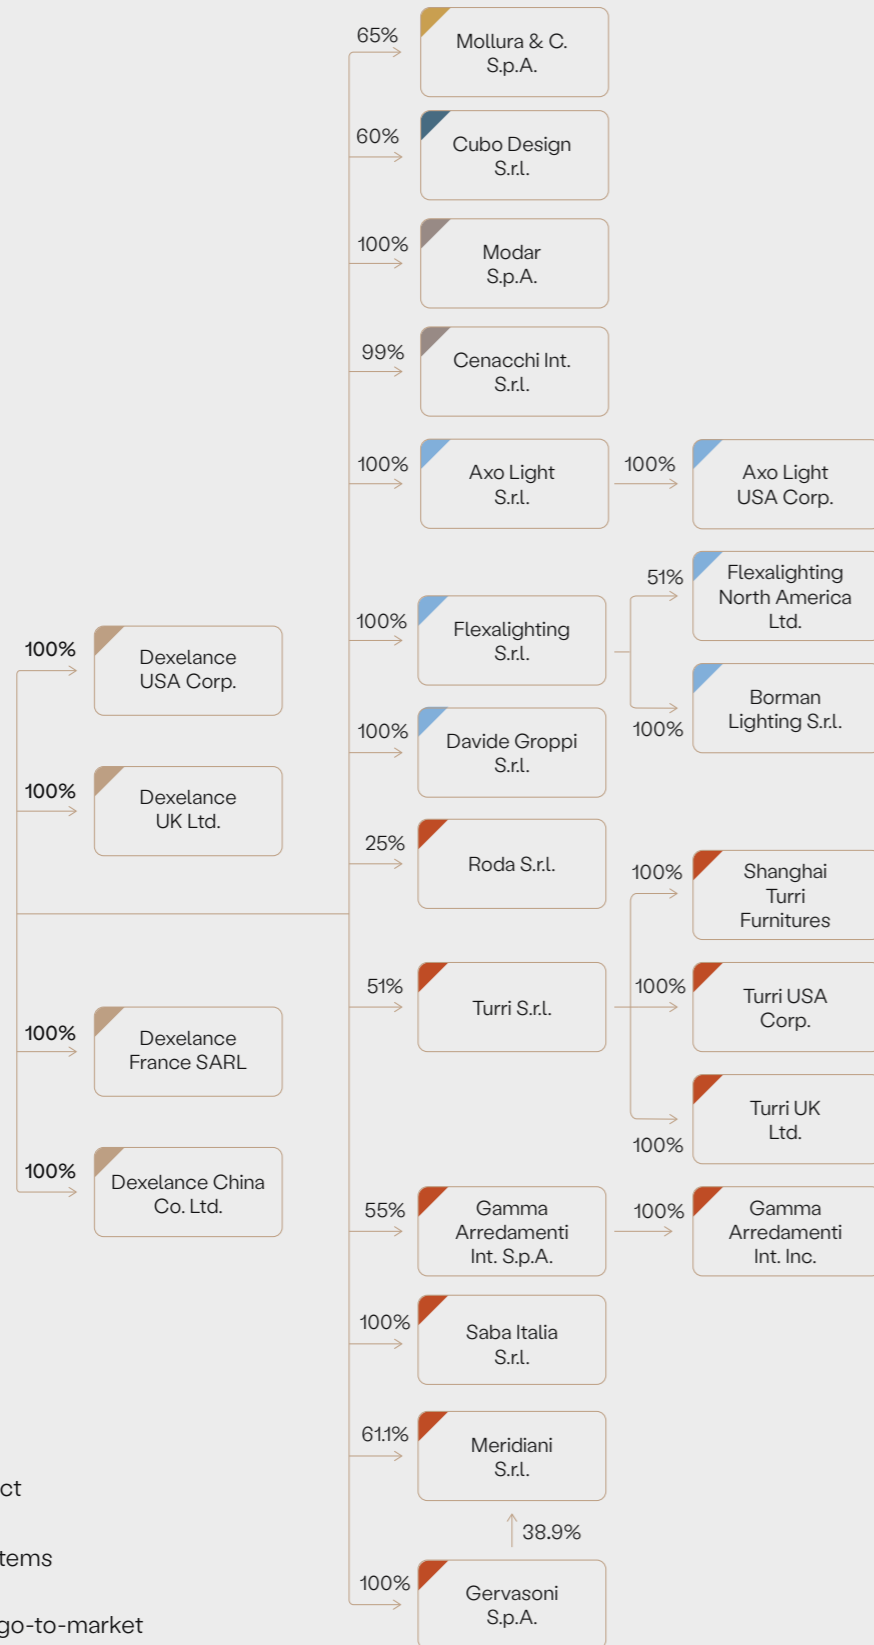 65%
Mollura & C.
S.p.A.
60%
Cubo Design
S.r.l.
100%
Modar
S.p.A.
99%
Cenacchi Int.
S.r.l.
100%
Axo Light
S.r.l.
100%
Axo Light
USA Corp.
100%
Flexalighting
S.r.l.
51%
Flexalighting
North America
Ltd.
100%
Borman
Lighting S.r.l.
100%
Dexelance
USA Corp.
100%
Davide Groppi
S.r.l.
100%
Dexelance
UK Ltd.
25%
Roda S.r.l.
51%
Turri S.r.l.
100%
Shanghai
Turri
Furnitures
100%
Turri USA
Corp.
100%
Turri UK
Ltd.
100%
Dexelance
France SARL
100%
Dexelance China
Co. Ltd.
55%
Gamma
Arredamenti
Int. S.p.A.
100%
Gamma
Arredamenti
Int. Inc.
100%
Saba Italia
S.r.l.
61.1%
Meridiani
S.r.l.
38.9%
100%
Gervasoni
S.p.A.
ct
tems
go-to-market